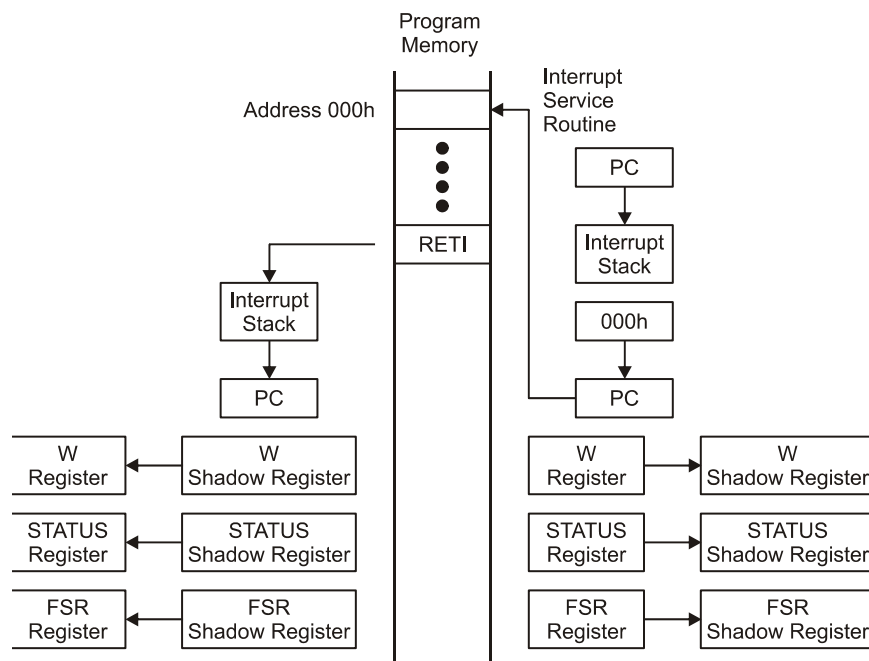 Program
Memory
Address 000h
Interrupt
Service
Routine
PC
Interrupt
Stack
000h
PC
RETI
Interrupt
Stack
PC
W
Register
W
Shadow Register
STATUS
Register
STATUS
Shadow Register
FSR
Register
FSR
Shadow Register
W
Register
W
Shadow Register
STATUS
Register
STATUS
Shadow Register
FSR
Register
FSR
Shadow Register